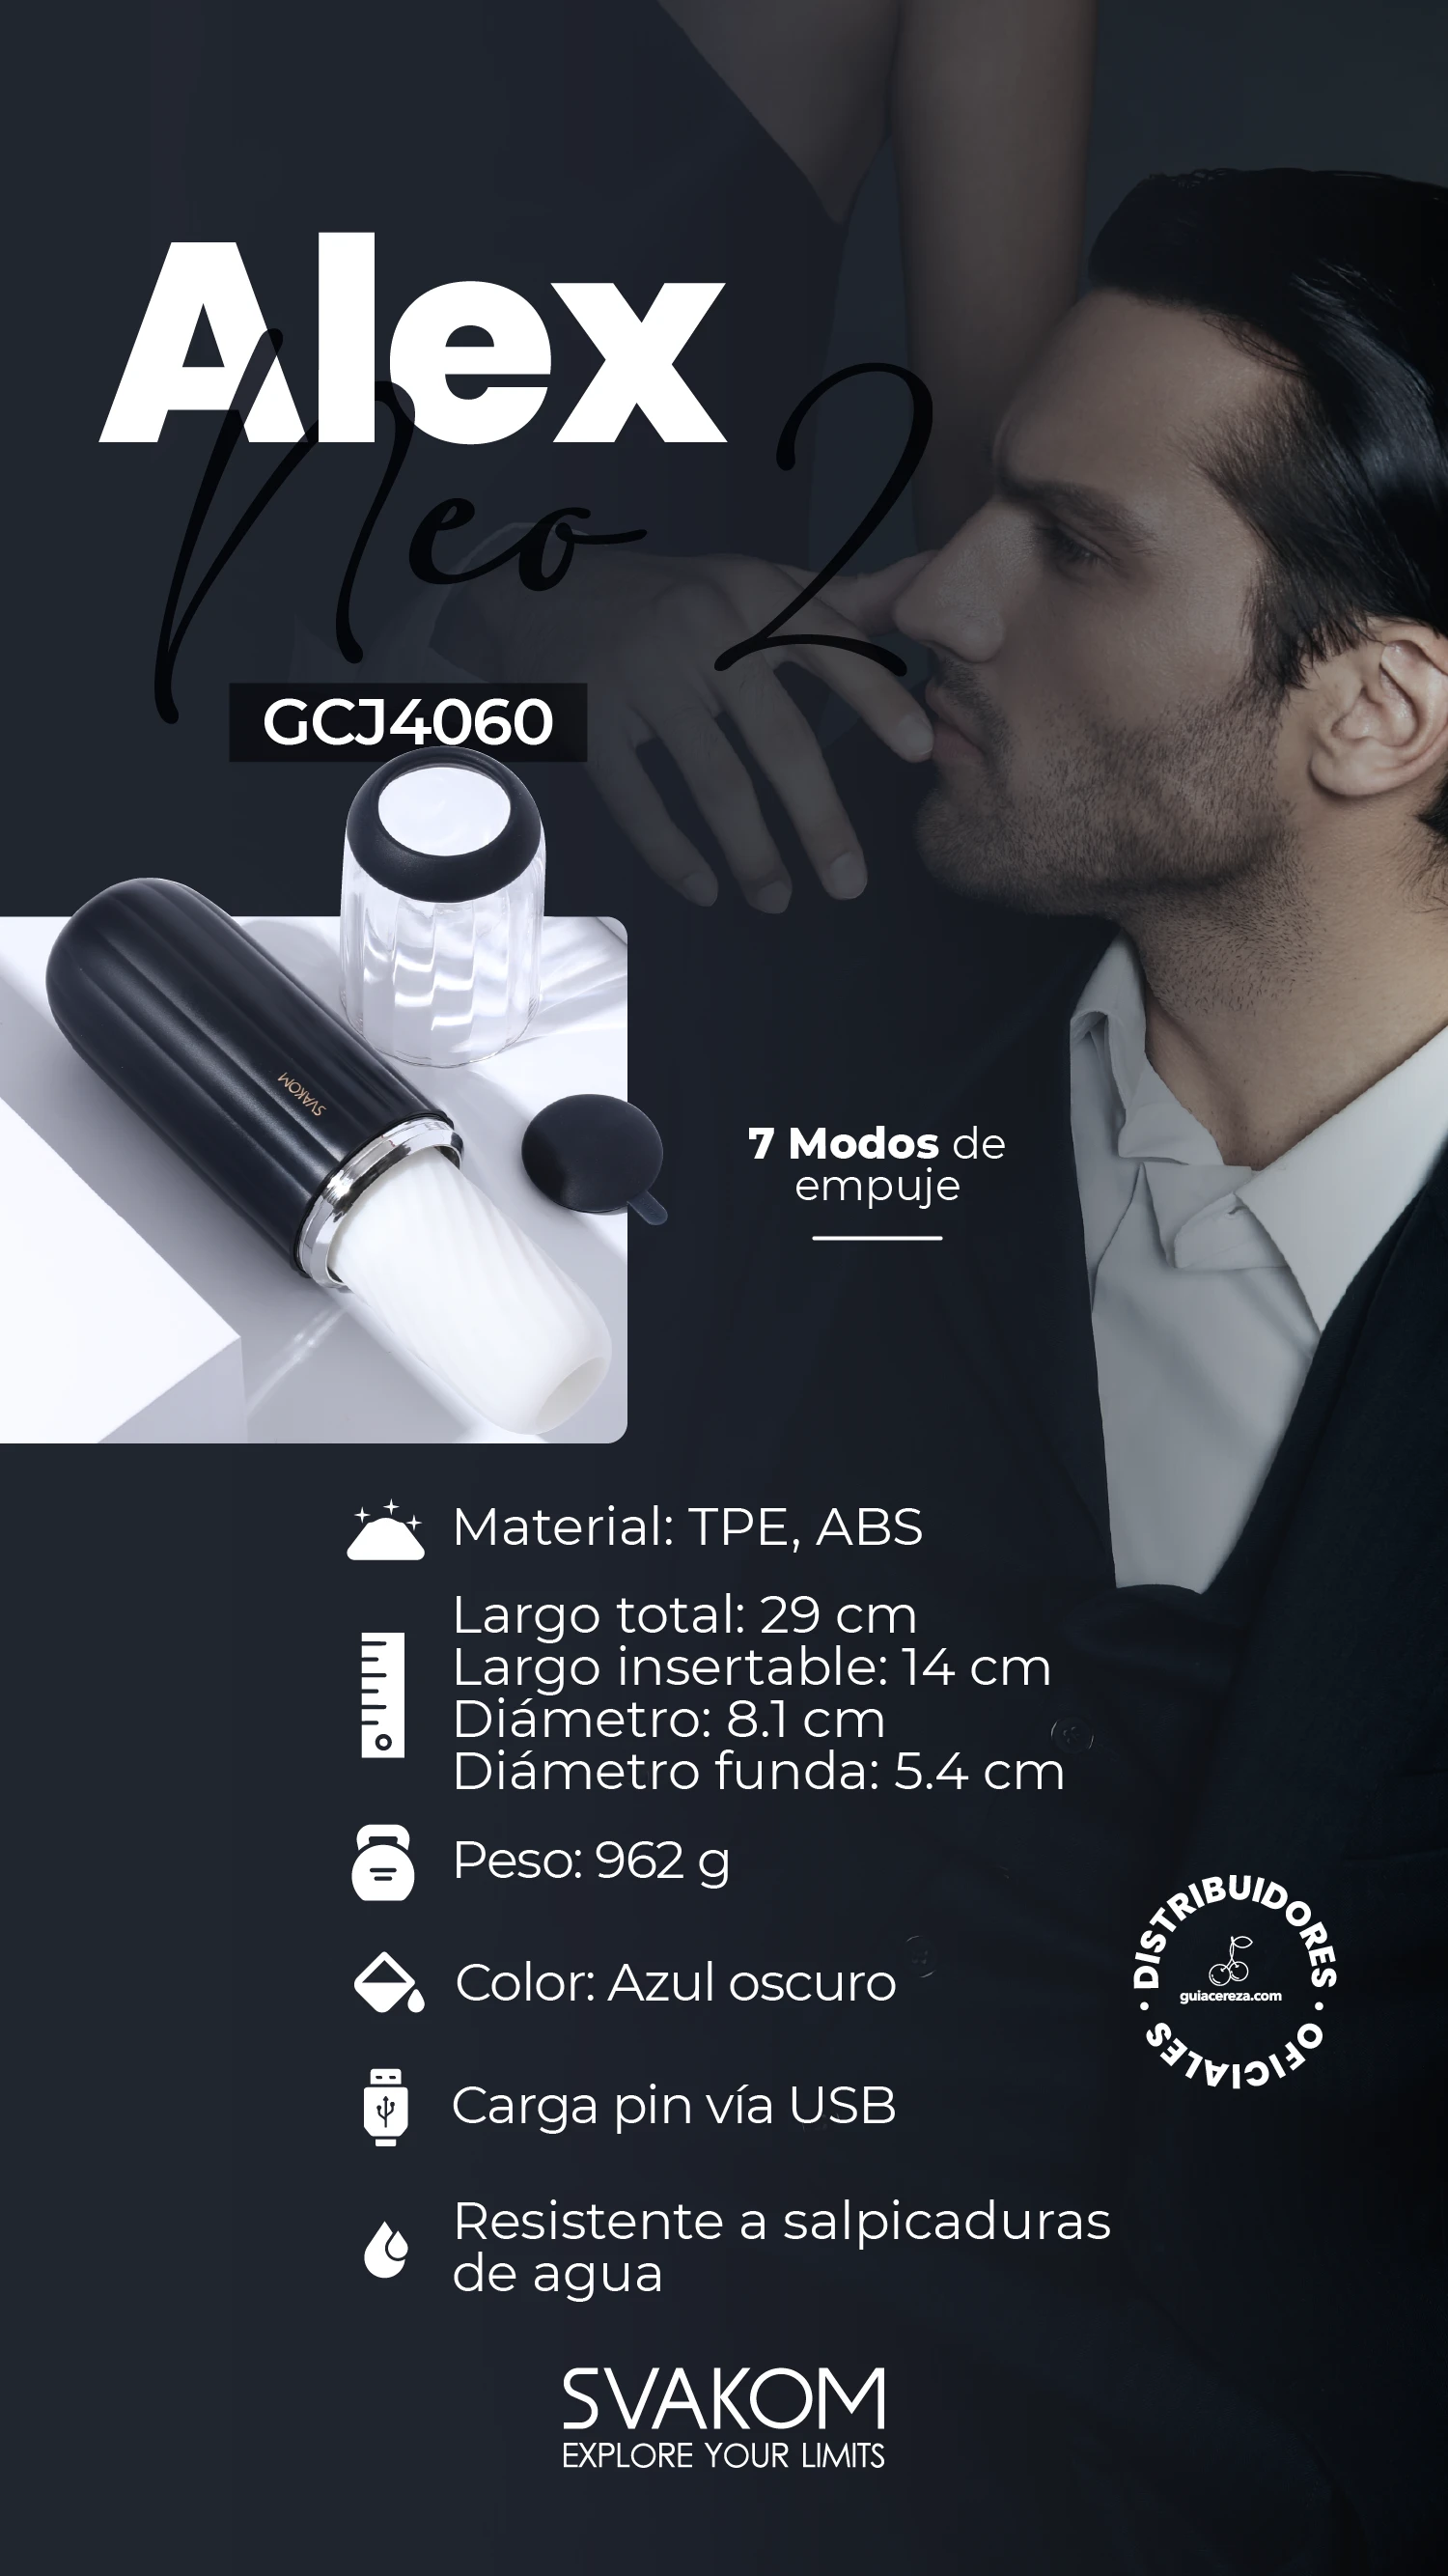 Alex
Neo 2
GCJ4060
SVAKOM
7 Modos de
empuje
Material: TPE, ABS
Largo total: 29 cm
Largo insertable: 14 cm
Diámetro: 8.1 cm
Diámetro funda: 5.4 cm
Peso: 962 g
Color: Azul oscuro
Carga pin vía USB
Resistente a salpicaduras
de agua
DISTRIBUIDORES
guiacereza.com
OFICIALES
SVAKOM
EXPLORE YOUR LIMITS